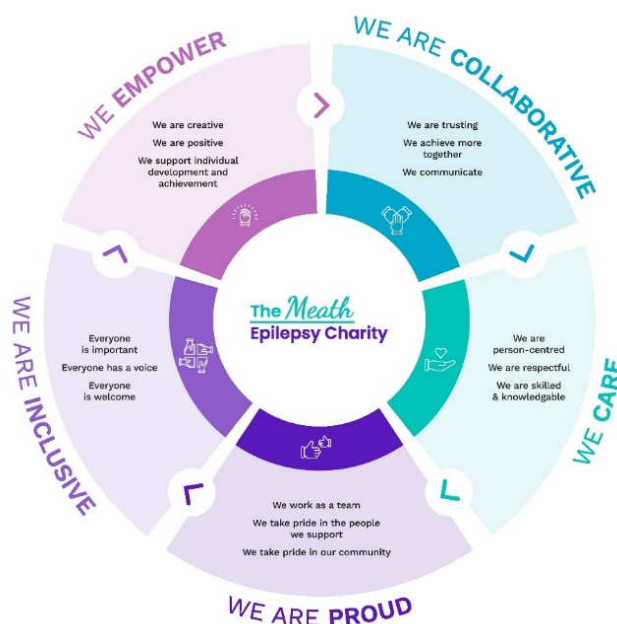 WE EMPOWER
We are creative
We are positive
We support individual
development and
achievement
WE ARE COLLABORATIVE
We are trusting
We achieve more
together
We communicate
WE CARE
We are
person-centred
We are respectful
We are skilled
& knowledgable
WE ARE PROUD
We work as a team
We take pride in the people
we support
We take pride in our community
WE ARE INCLUSIVE
Everyone
is important
Everyone has a voice
Everyone
is welcome
The Meath
Epilepsy Charity